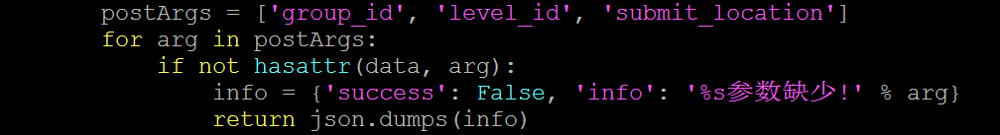 postArgs = ['group_id', 'level_id', 'submit_location']
for arg in postArgs:
if not hasattr(data, arg):
info = {'success': False, 'info': '%s参数缺少!' % arg}
return json.dumps(info)